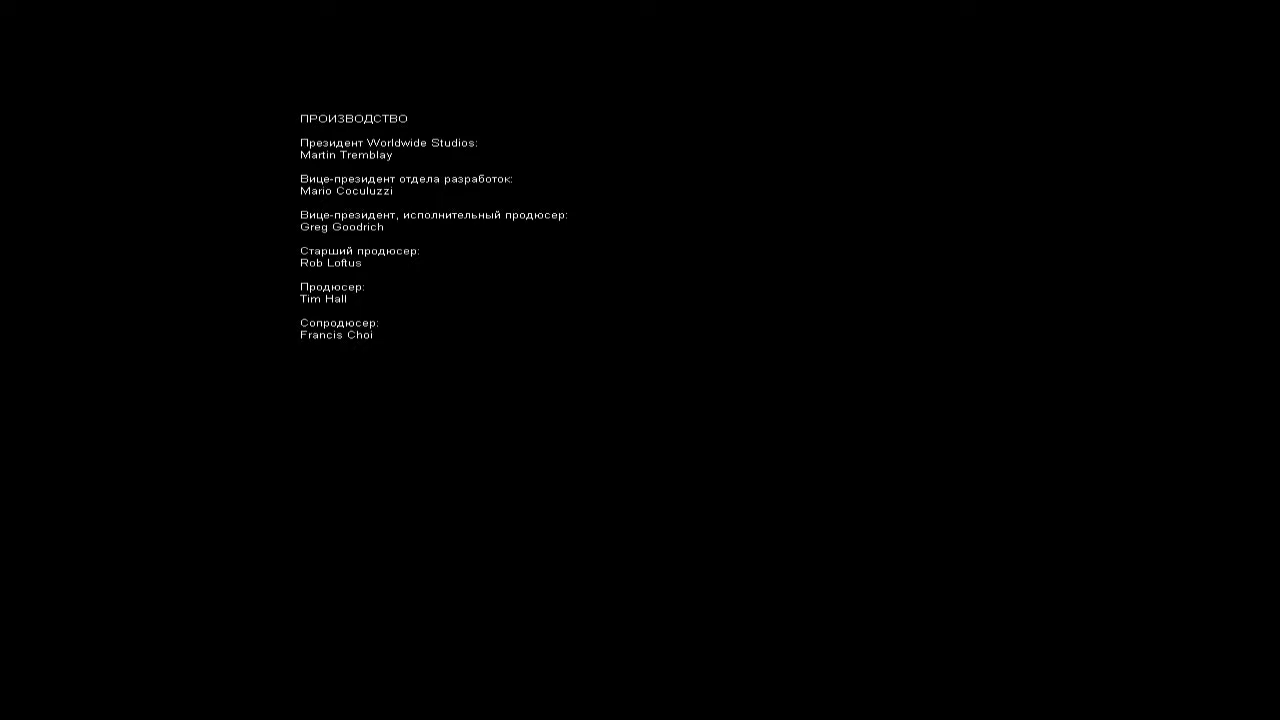 ПРОИЗВОДСТВО
Президент Worldwide Studios:
Martin Tremblay
Вице-президент отдела разработок:
Mario Coculuzzi
Вице-президент, исполнительный продюсер:
Greg Goodrich
Старший продюсер:
Rob Loftus
Продюсер:
Tim Hall
Сопродюсер:
Francis Choi